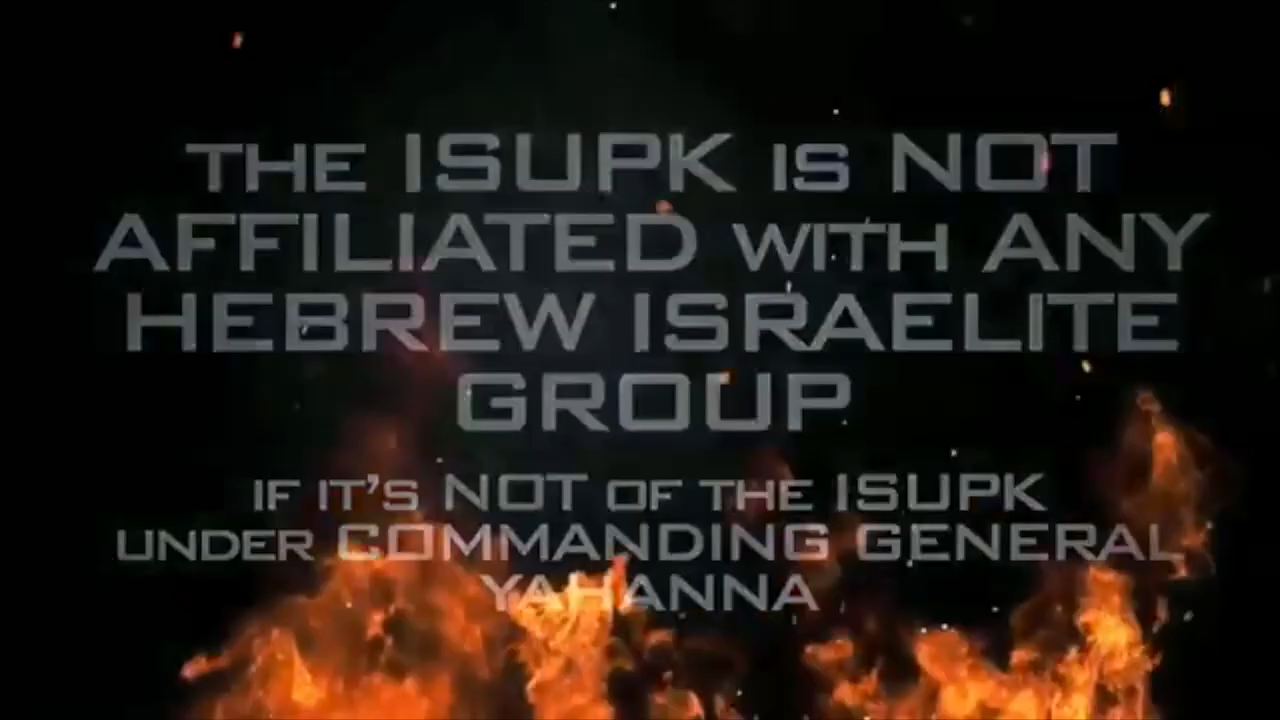 THE ISUPK IS NOT
AFFILIATED WITH ANY
HEBREW ISRAELITE
GROUP
IF IT'S NOT OF THE ISUPK
UNDER COMMANDING GENERAL
YAHANNA